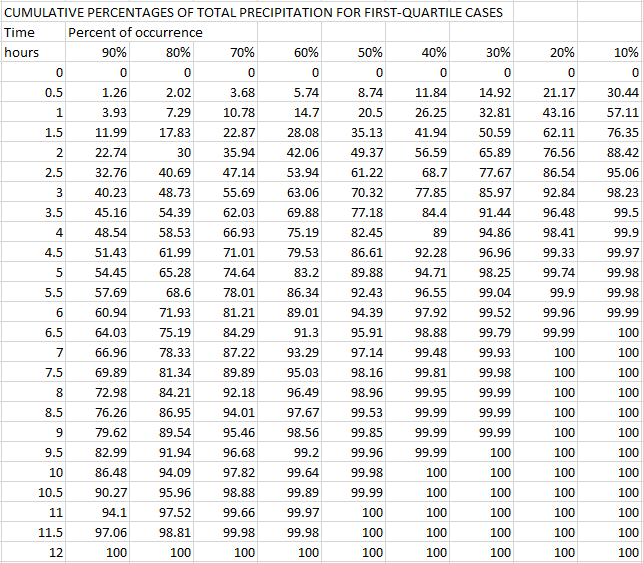 CUMULATIVE PERCENTAGES OF TOTAL PRECIPITATION FOR FIRST-QUARTILE CASES
Time Percent of occurrence
hours 90% 80% 70% 60% 50% 40% 30% 20% 10%
0 0 0 0 0 0 0 0 0 0
0.5 1.26 2.02 3.68 5.74 8.74 11.84 14.92 21.17 30.44
1 3.93 7.29 10.78 14.7 20.5 26.25 32.81 43.16 57.11
1.5 11.99 17.83 22.87 28.08 35.13 41.94 50.59 62.11 76.35
2 22.74 30 35.94 42.06 49.37 56.59 65.89 76.56 88.42
2.5 32.76 40.69 47.14 53.94 61.22 68.7 77.67 86.54 95.06
3 40.23 48.73 55.69 63.06 70.32 77.85 85.97 92.84 98.23
3.5 45.16 54.39 62.03 69.88 77.18 84.4 91.44 96.48 99.5
4 48.54 58.53 66.93 75.19 82.45 89 94.86 98.41 99.9
4.5 51.43 61.99 71.01 79.53 86.61 92.28 96.96 99.33 99.97
5 54.45 65.28 74.64 83.2 89.88 94.71 98.25 99.74 99.98
5.5 57.69 68.6 78.01 86.34 92.43 96.55 99.04 99.9 99.98
6 60.94 71.93 81.21 89.01 94.39 97.92 99.52 99.96 99.99
6.5 64.03 75.19 84.29 91.3 95.91 98.88 99.79 99.99 100
7 66.96 78.33 87.22 93.29 97.14 99.48 99.93 100 100
7.5 69.89 81.34 89.89 95.03 98.16 99.81 99.98 100 100
8 72.98 84.21 92.18 96.49 98.96 99.95 99.99 100 100
8.5 76.26 86.95 94.01 97.67 99.53 99.99 99.99 100 100
9 79.62 89.54 95.46 98.56 99.85 99.99 99.99 100 100
9.5 82.99 91.94 96.68 99.2 99.96 99.99 100 100 100
10 86.48 94.09 97.82 99.64 99.98 100 100 100 100
10.5 90.27 95.96 98.88 99.89 99.99 100 100 100 100
11 94.1 97.52 99.66 99.97 100 100 100 100 100
11.5 97.06 98.81 99.98 99.98 100 100 100 100 100
12 100 100 100 100 100 100 100 100 100